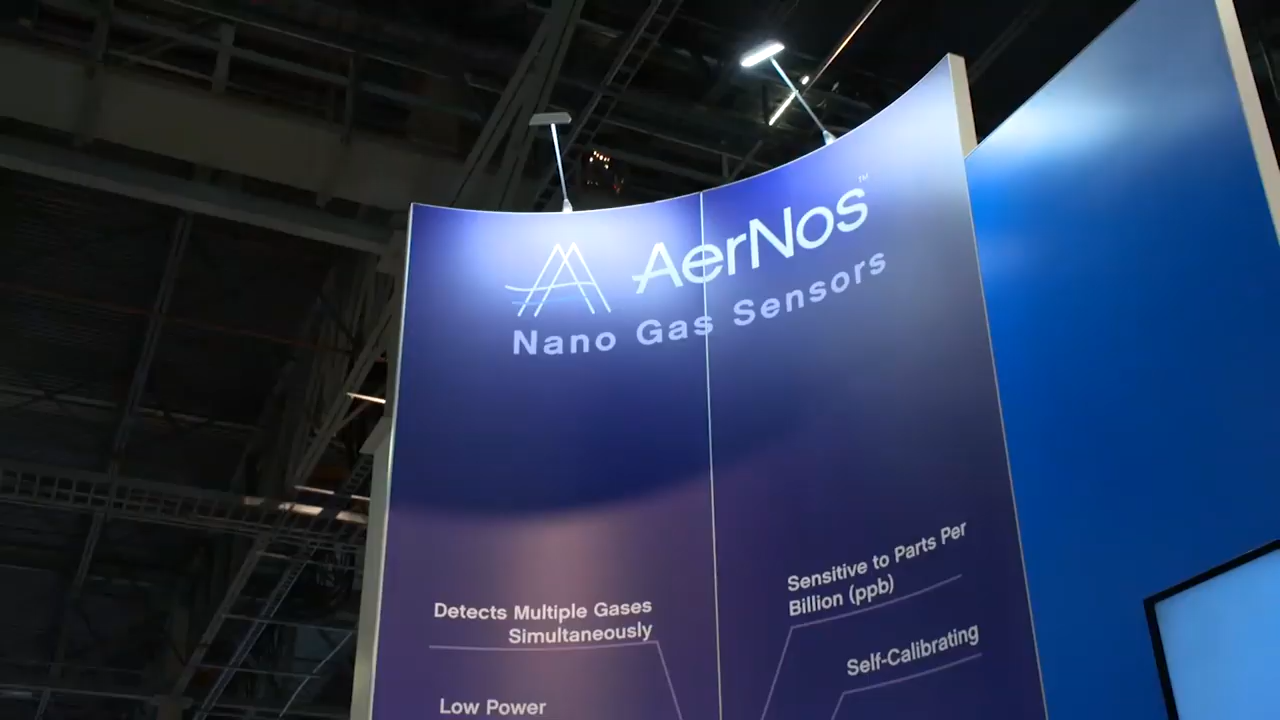 AerNos™
Nano Gas Sensors
Sensitive to Parts Per
Billion (ppb)
Detects Multiple Gases
Simultaneously
Self-Calibrating
Low Power